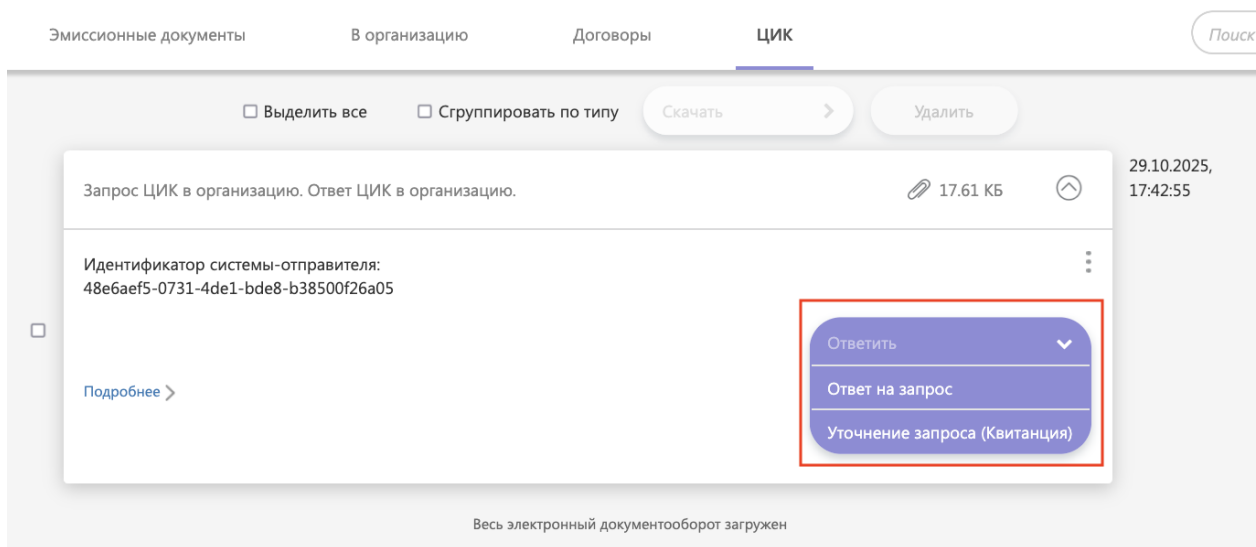 Эмиссионные документы В организацию Договоры ЦИК Поиск
Выделить все Сгруппировать по типу Скачать Удалить
Запрос ЦИК в организацию. Ответ ЦИК в организацию. 17.61 КБ
29.10.2025,
17:42:55
Идентификатор системы-отправителя:
48e6aef5-0731-4de1-bde8-b38500f26a05
Ответить
Ответ на запрос
Подробнее
Уточнение запроса (Квитанция)
Весь электронный документооборот загружен